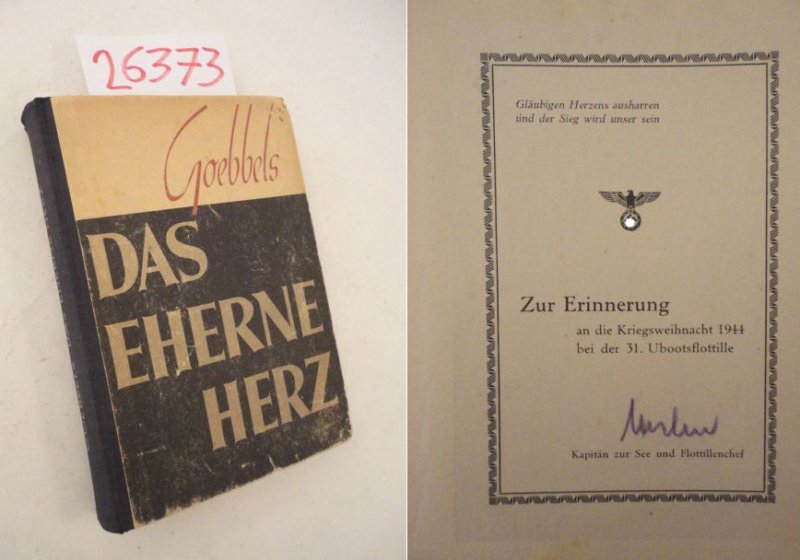 26373
Goebbels
DAS
EHERNE
HERZ
Gläubigen Herzens ausharren
und der Sieg wird unser sein
Zur Erinnerung
an die Kriegsweihnacht 1944
bei der 31. Ubootsflottille
Kapitän zur See und Flottillenchef